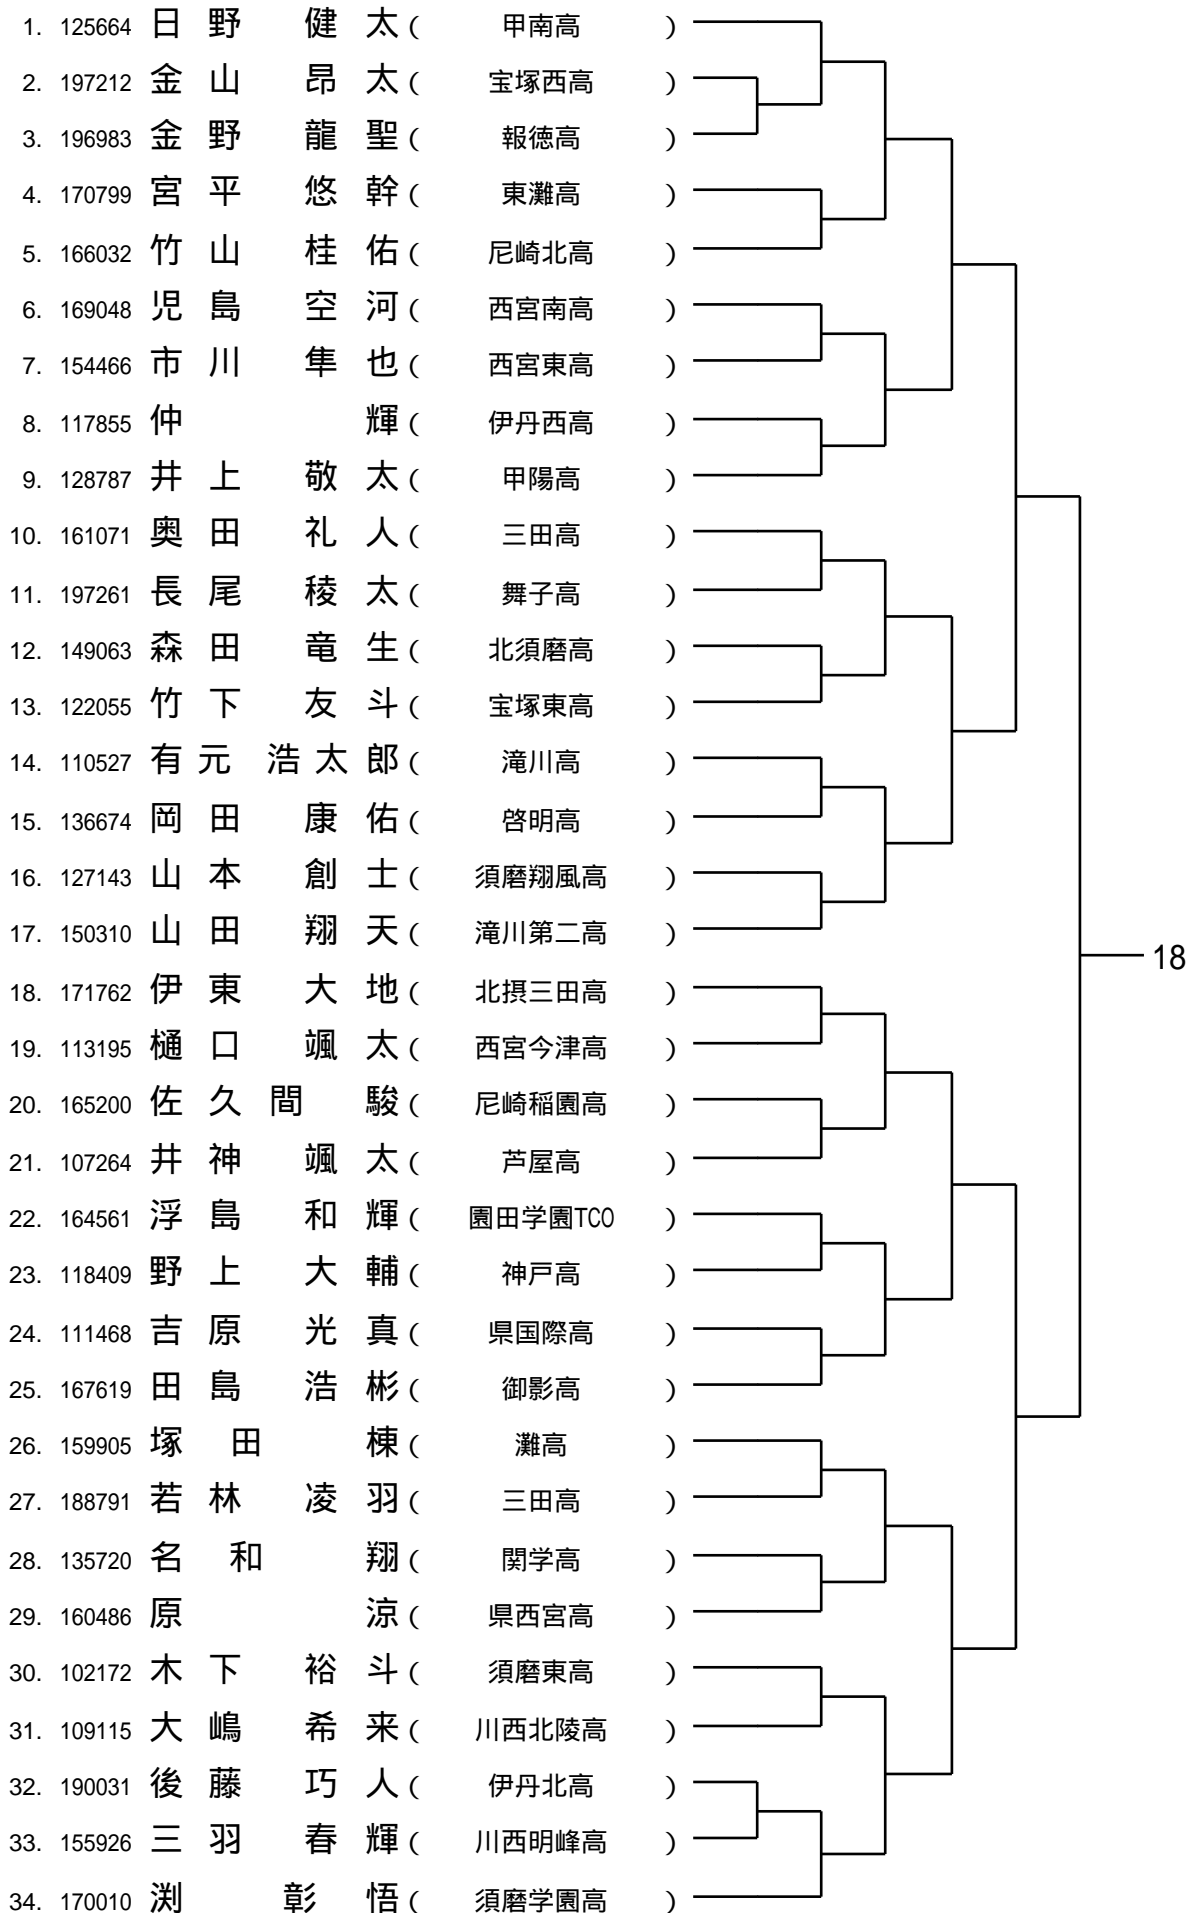 1. 125664 日野 健太 ( 甲南高 )
2. 197212 金山 昂太 ( 宝塚西高 )
3. 196983 金野 龍聖 ( 報徳高 )
4. 170799 宮平 悠幹 ( 東灘高 )
5. 166032 竹山 桂佑 ( 尼崎北高 )
6. 169048 児島 空河 ( 西宮南高 )
7. 154466 市川 隼也 ( 西宮東高 )
8. 117855 仲 輝 ( 伊丹西高 )
9. 128787 井上 敬太 ( 甲陽高 )
10. 161071 奥田 礼人 ( 三田高 )
11. 197261 長尾 稜太 ( 舞子高 )
12. 149063 森田 竜生 ( 北須磨高 )
13. 122055 竹下 友斗 ( 宝塚東高 )
14. 110527 有元 浩太郎 ( 滝川高 )
15. 136674 岡田 康佑 ( 啓明高 )
16. 127143 山本 創士 ( 須磨翔風高 )
17. 150310 山田 翔天 ( 滝川第二高 )
18
18. 171762 伊東 大地 ( 北摂三田高 )
19. 113195 樋口 颯太 ( 西宮今津高 )
20. 165200 佐久間 駿 ( 尼崎稲園高 )
21. 107264 井神 颯太 ( 芦屋高 )
22. 164561 浮島 和輝 ( 園田学園TCO )
23. 118409 野上 大輔 ( 神戸高 )
24. 111468 吉原 光真 ( 県国際高 )
25. 167619 田島 浩彬 ( 御影高 )
26. 159905 塚田 棟 ( 灘高 )
27. 188791 若林 凌羽 ( 三田高 )
28. 135720 名和 翔 ( 関学高 )
29. 160486 原 涼 ( 県西宮高 )
30. 102172 木下 裕斗 ( 須磨東高 )
31. 109115 大嶋 希来 ( 川西北陵高 )
32. 190031 後藤 巧人 ( 伊丹北高 )
33. 155926 三羽 春輝 ( 川西明峰高 )
34. 170010 渕 彰悟 ( 須磨学園高 )